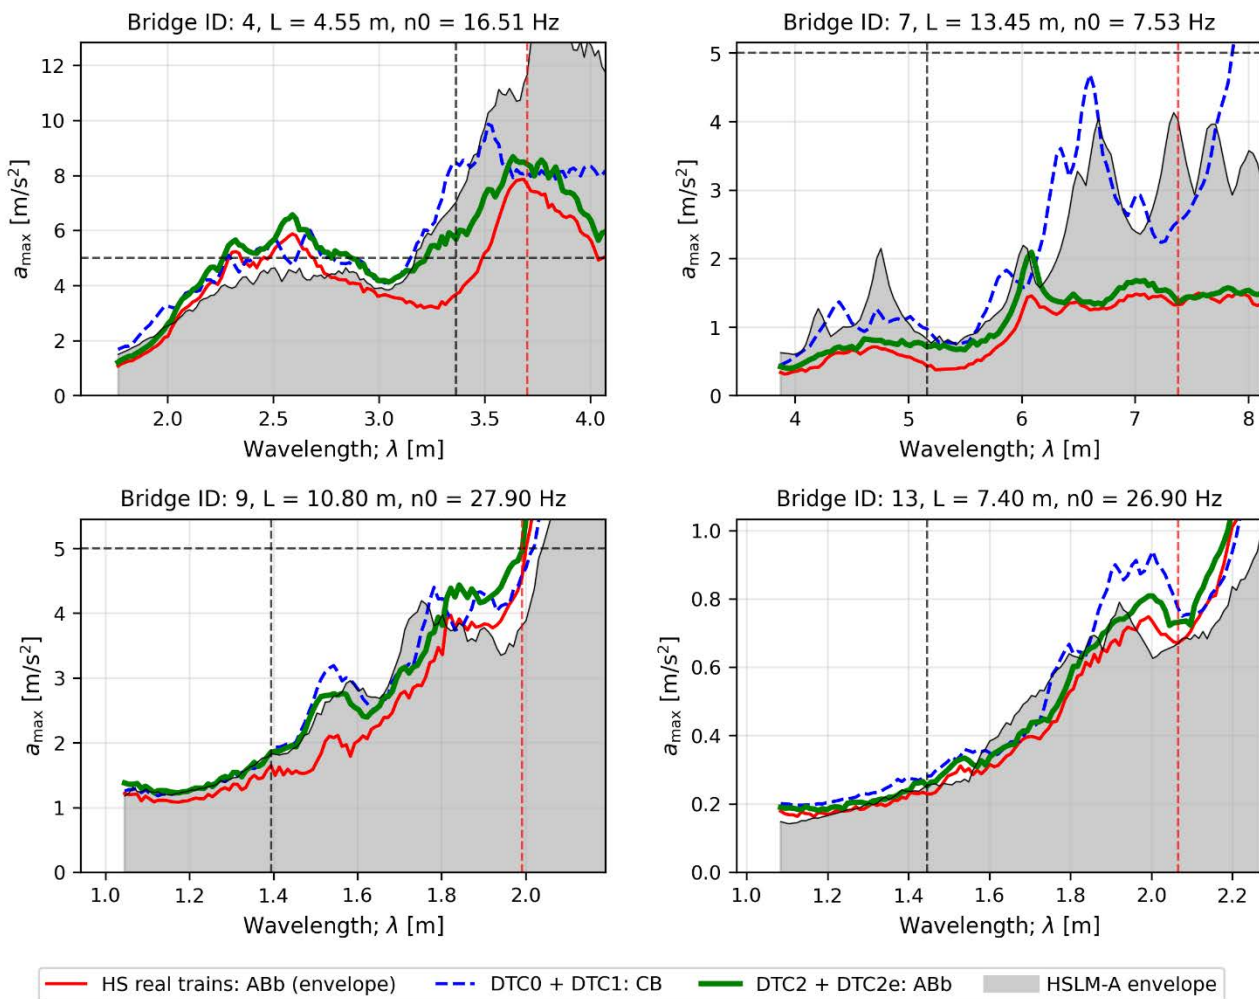 Bridge ID: 4, L = 4.55 m, n0 = 16.51 Hz
12
10
8
6
4
2
0
a_max [m/s²]
2.0 2.5 3.0 3.5 4.0
Wavelength; λ [m]
Bridge ID: 7, L = 13.45 m, n0 = 7.53 Hz
5
4
3
2
1
0
a_max [m/s²]
4 5 6 7 8
Wavelength; λ [m]
Bridge ID: 9, L = 10.80 m, n0 = 27.90 Hz
5
4
3
2
1
0
a_max [m/s²]
1.0 1.2 1.4 1.6 1.8 2.0
Wavelength; λ [m]
Bridge ID: 13, L = 7.40 m, n0 = 26.90 Hz
1.0
0.8
0.6
0.4
0.2
0.0
a_max [m/s²]
1.0 1.2 1.4 1.6 1.8 2.0 2.2
Wavelength; λ [m]
HS real trains: ABb (envelope) DTC0 + DTC1: CB DTC2 + DTC2e: ABb HSLM-A envelope